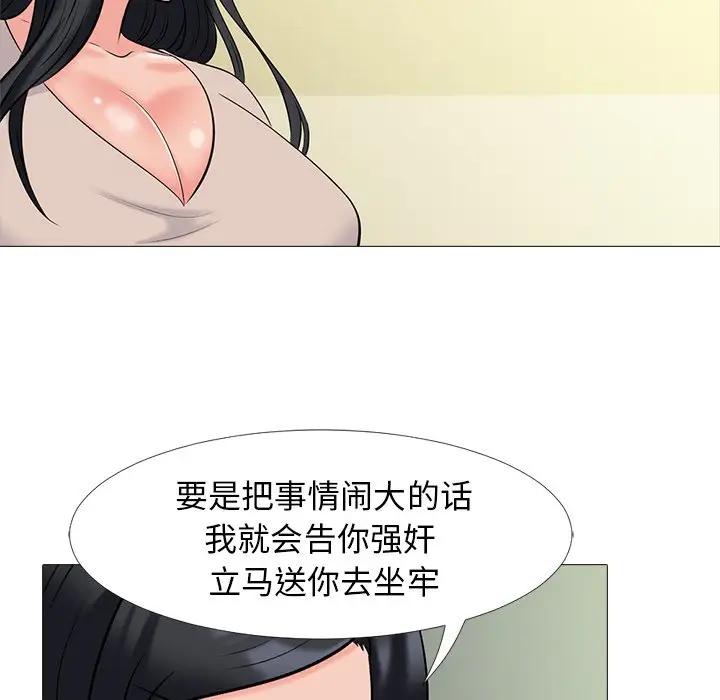 要是把事情闹大的话
我就会告你强奸
立马送你去坐牢